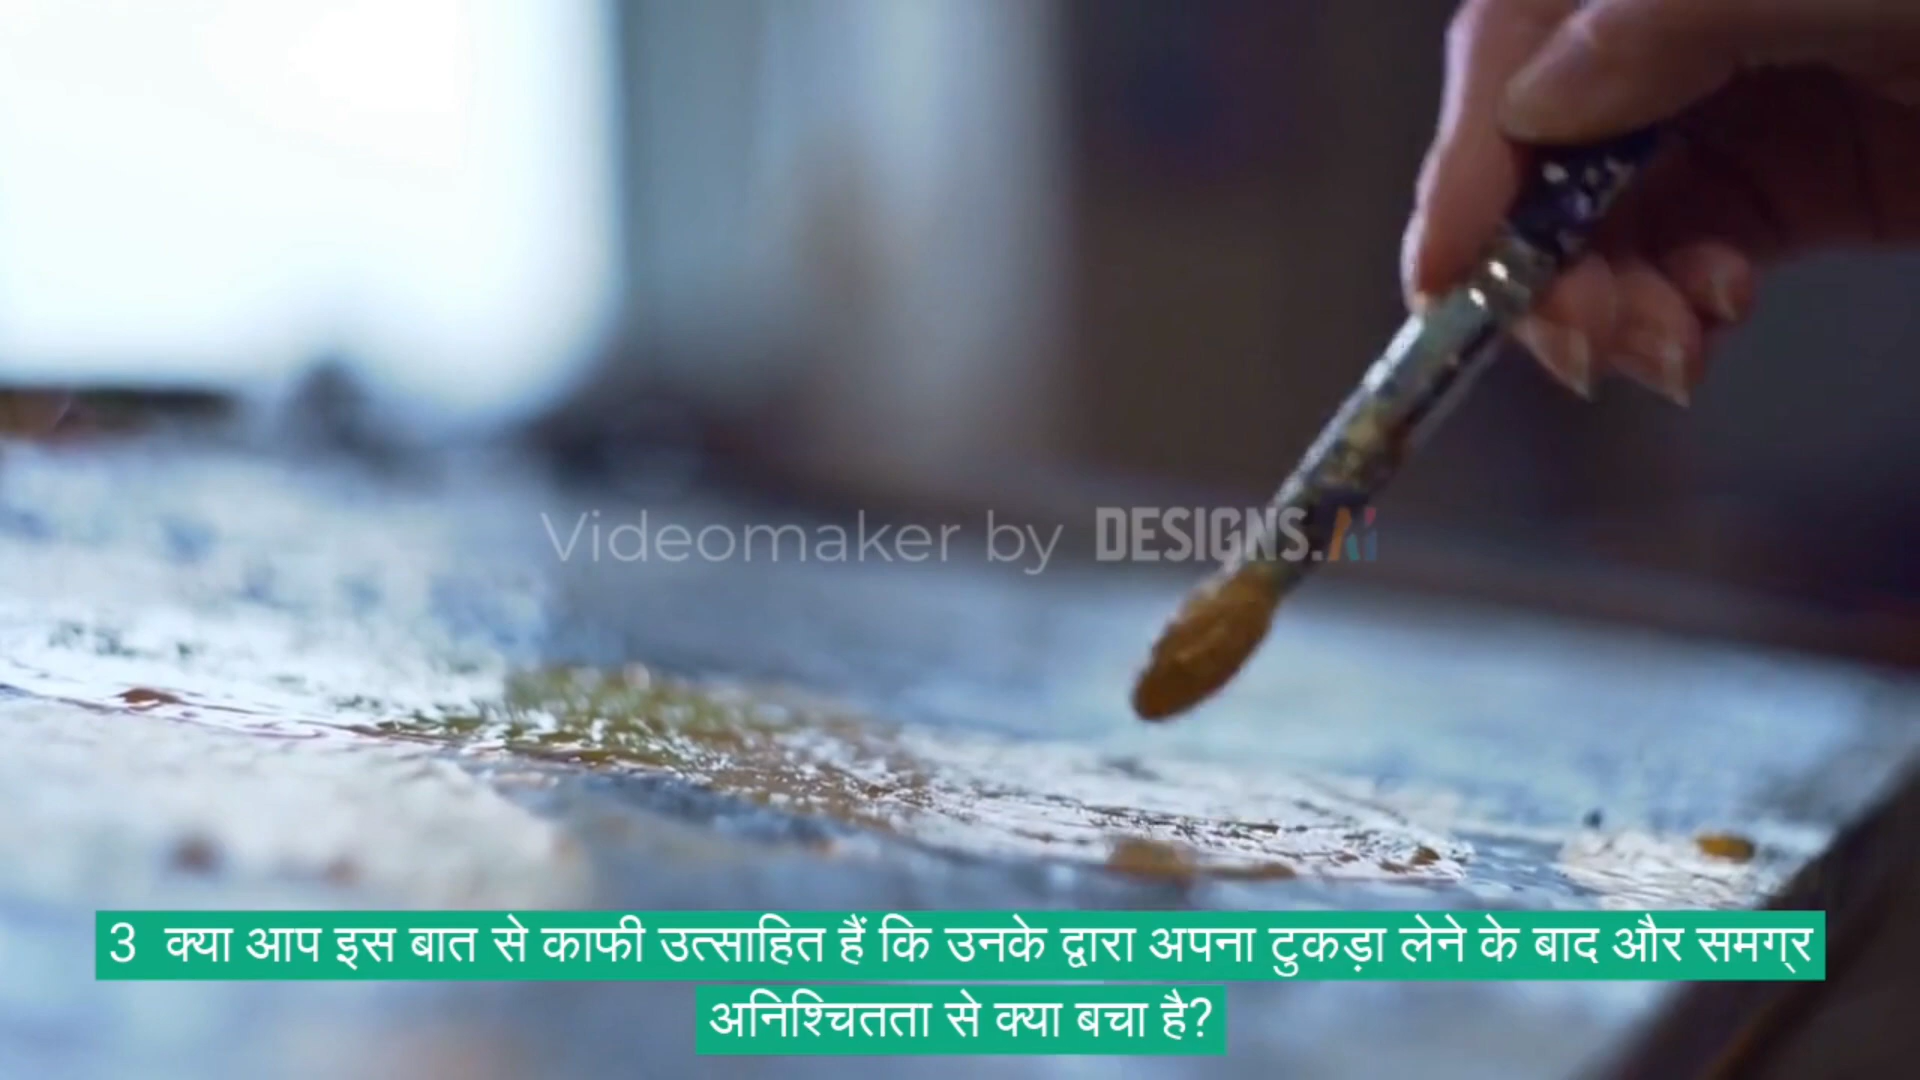 Videomaker by DESIGNS.Ai
3 क्या आप इस बात से काफी उत्साहित हैं कि उनके द्वारा अपना टुकड़ा लेने के बाद और समग्र
अनिश्चितता से क्या बचा है?